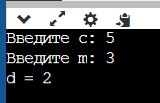 Введите c: 5
Введите m: 3
d = 2